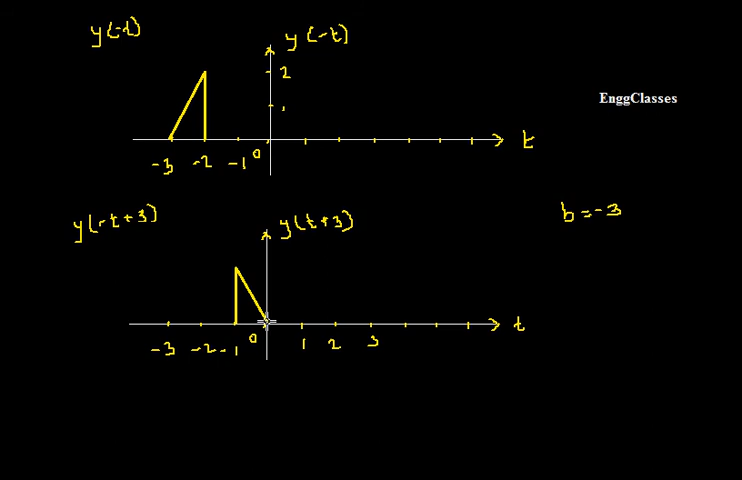 y(-t)
y(-t)
2
1
EnggClasses
-3 -2 -1 0
t
y(-t+3)
y(t+3)
b=-3
t
-3 -2 -1 0 1 2 3